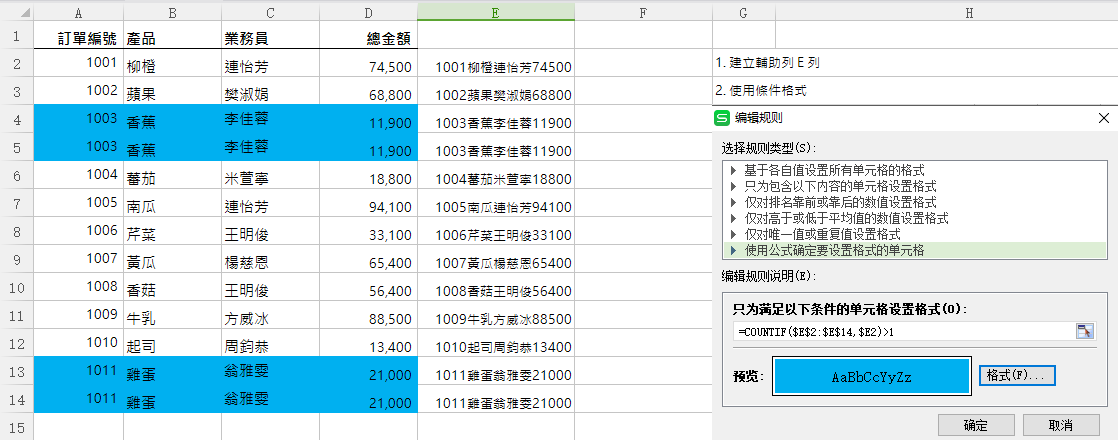 A B C D E F G H
1 訂單編號 產品 業務員 總金額
2 1001 柳橙 連怡芳 74,500 1001柳橙連怡芳74500 1. 建立輔助列 E 列
3 1002 蘋果 樊淑娟 68,800 1002蘋果樊淑娟68800 2. 使用條件格式
4 1003 香蕉 李佳蓉 11,900 1003香蕉李佳蓉11900
5 1003 香蕉 李佳蓉 11,900 1003香蕉李佳蓉11900
6 1004 蕃茄 米萱寧 18,800 1004蕃茄米萱寧18800
7 1005 南瓜 連怡芳 94,100 1005南瓜連怡芳94100
8 1006 芹菜 王明俊 33,100 1006芹菜王明俊33100
9 1007 黃瓜 楊慈恩 65,400 1007黃瓜楊慈恩65400
10 1008 香菇 王明俊 56,400 1008香菇王明俊56400
11 1009 牛乳 方威冰 88,500 1009牛乳方威冰88500
12 1010 起司 周鈞恭 13,400 1010起司周鈞恭13400
13 1011 雞蛋 翁雅雯 21,000 1011雞蛋翁雅雯21000
14 1011 雞蛋 翁雅雯 21,000 1011雞蛋翁雅雯21000
15
S 编辑规则
选择规则类型(S):
基于各自值设置所有单元格的格式
只为包含以下内容的单元格设置格式
仅对排名靠前或靠后的数值设置格式
仅对高于或低于平均值的数值设置格式
仅对唯一值或重复值设置格式
使用公式确定要设置格式的单元格
编辑规则说明(E):
只为满足以下条件的单元格设置格式(O):
=COUNTIF($E$2:$E$14,$E2)>1
预览: AaBbCcYyZz 格式(F)...
确定 取消